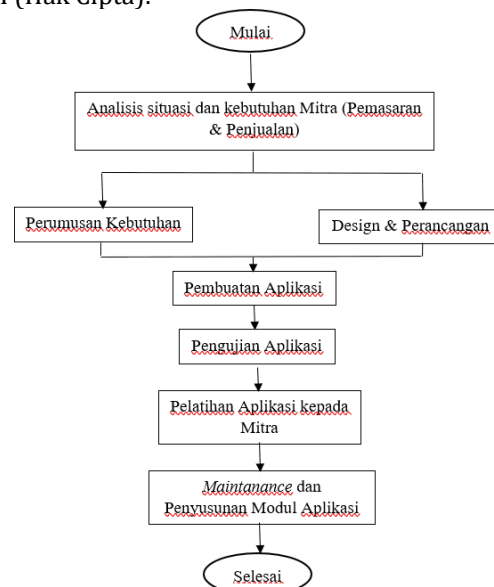 (Hak Cipta).
Mulai
Analisis situasi dan kebutuhan Mitra (Pemasaran
& Penjualan)
Perumusan Kebutuhan
Design & Perancangan
Pembuatan Aplikasi
Pengujian Aplikasi
Pelatihan Aplikasi kepada
Mitra
Maintanance dan
Penyusunan Modul Aplikasi
Selesai